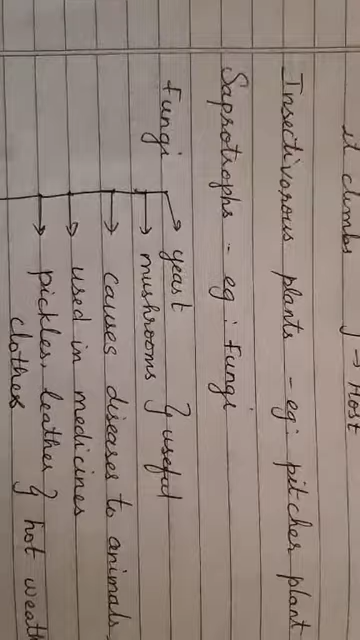 it climbs } → Host
Insectivorous plants - eg: pitcher plant
Saprotrophs - eg: Fungi
Fungi → yeast
→ mushrooms } useful
→ causes diseases to animals,
→ used in medicines
→ pickles, leather } hot weath
clothes